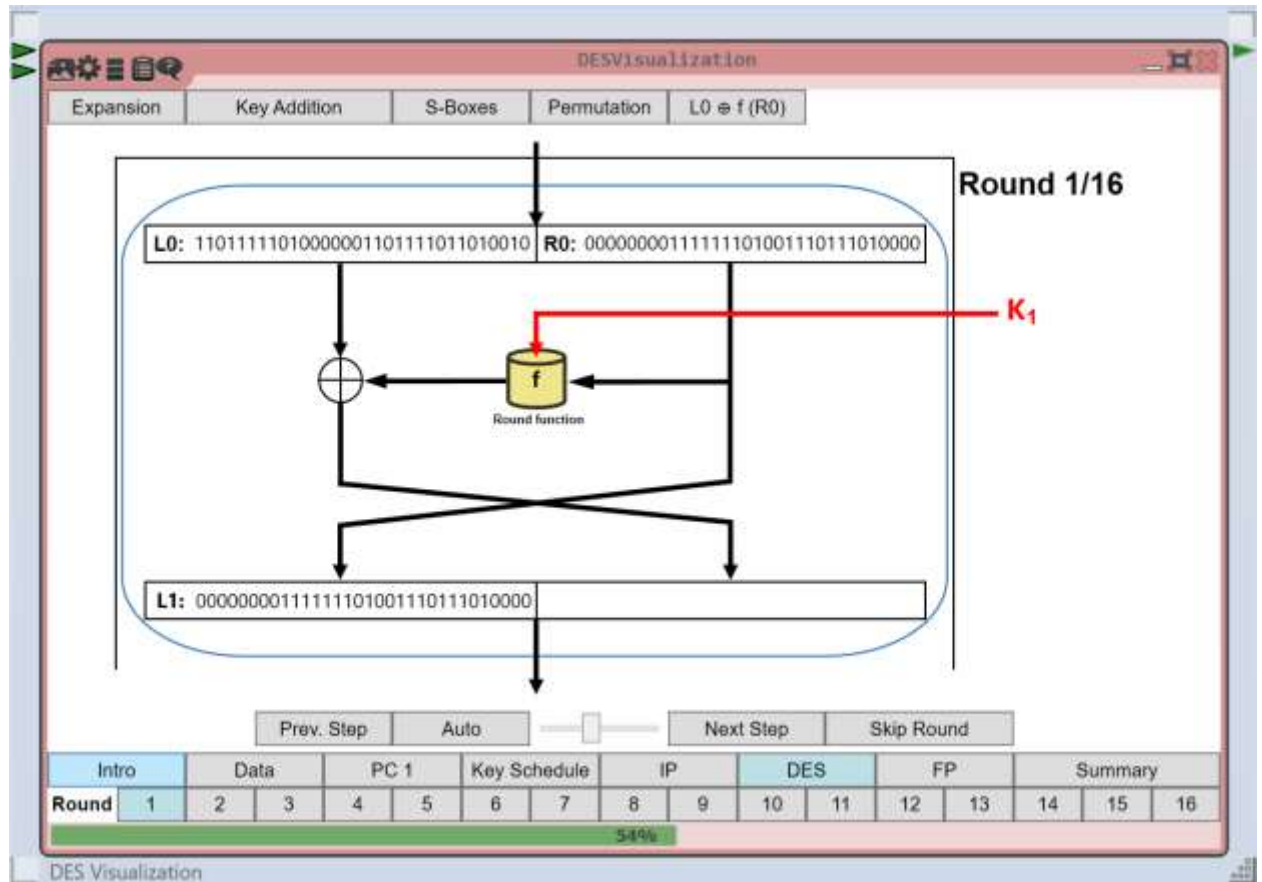 DESVisualization
Expansion Key Addition S-Boxes Permutation L0 ⊕ f (R0)
Round 1/16
L0: 11011111010000001101111011010010 R0: 000000001111111101001110111010000
K₁
f
Round function
L1: 000000001111111101001110111010000
Prev. Step Auto Next Step Skip Round
Intro Data PC 1 Key Schedule IP DES FP Summary
Round 1 2 3 4 5 6 7 8 9 10 11 12 13 14 15 16
54%
DES Visualization